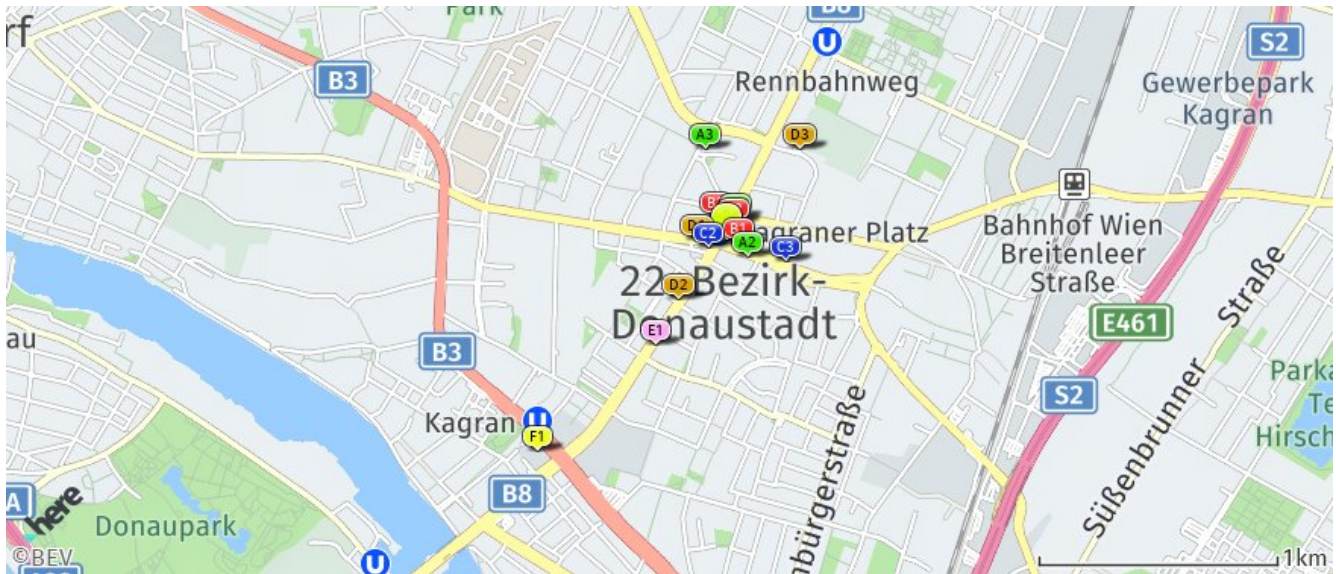 Park
B8
U
S2
rf
B3
Rennbahnweg
Gewerbepark
Kagran
A3
D3
C2
B1
Kagraner Platz
A2
C3
Bahnhof Wien
Breitenleer
Straße
D2
22. Bezirk-
Donaustadt
E1
E461
Straße
au
B3
S2
Süßenbrunner
Kagran
U
F1
B8
A
here
Donaupark
©BEV
U
1km